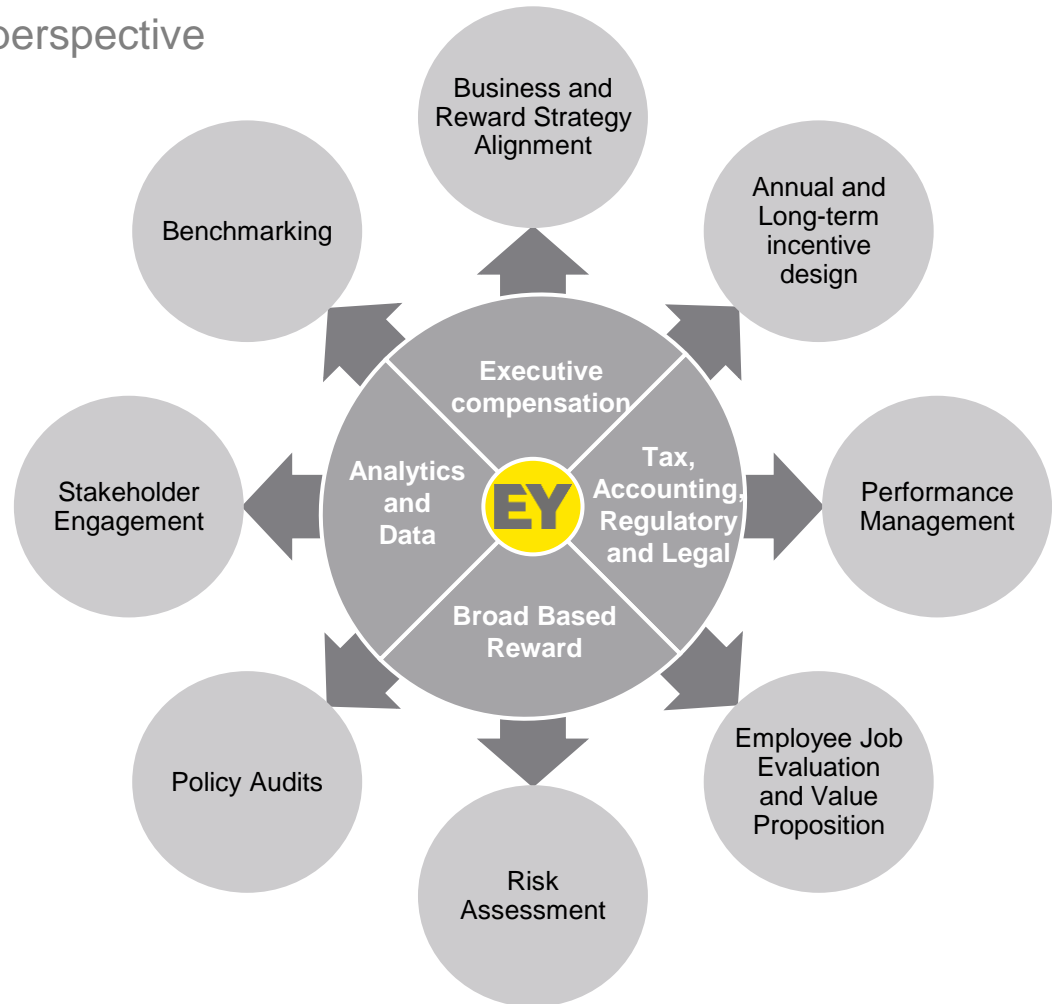 perspective
Business and
Reward Strategy
Alignment
Annual and
Long-term
incentive
design
Performance
Management
Employee Job
Evaluation
and Value
Proposition
Risk
Assessment
Policy Audits
Stakeholder
Engagement
Benchmarking
Executive
compensation
Tax,
Accounting,
Regulatory
and Legal
Broad Based
Reward
Analytics
and
Data
EY